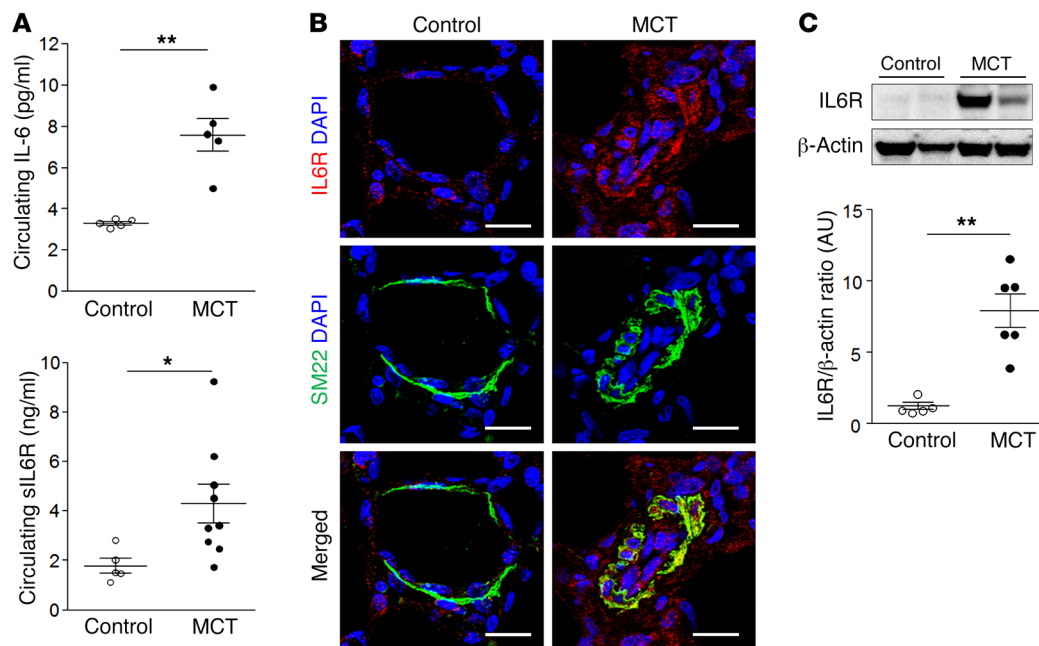 A
Circulating IL-6 (pg/ml)
12
10
8
6
4
2
0
**
Control
MCT
Circulating sIL6R (ng/ml)
10
8
6
4
2
0
*
Control
MCT
B
Control
MCT
IL6R DAPI
SM22 DAPI
Merged
C
Control
MCT
IL6R
β-Actin
IL6R/β-actin ratio (AU)
15
10
5
0
**
Control
MCT